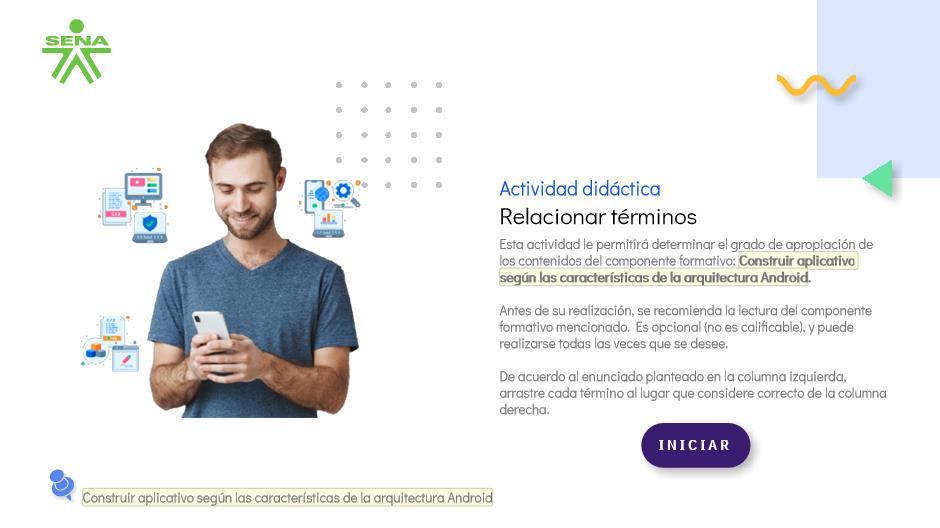 SENA
Actividad didáctica
Relacionar términos
Esta actividad le permitirá determinar el grado de apropiación de
los contenidos del componente formativo: Construir aplicativo
según las características de la arquitectura Android.
Antes de su realización, se recomienda la lectura del componente
formativo mencionado. Es opcional (no es calificable), y puede
realizarse todas las veces que se desee.
De acuerdo al enunciado planteado en la columna izquierda,
arrastre cada término al lugar que considere correcto de la columna
derecha.
INICIAR
Construir aplicativo según las características de la arquitectura Android